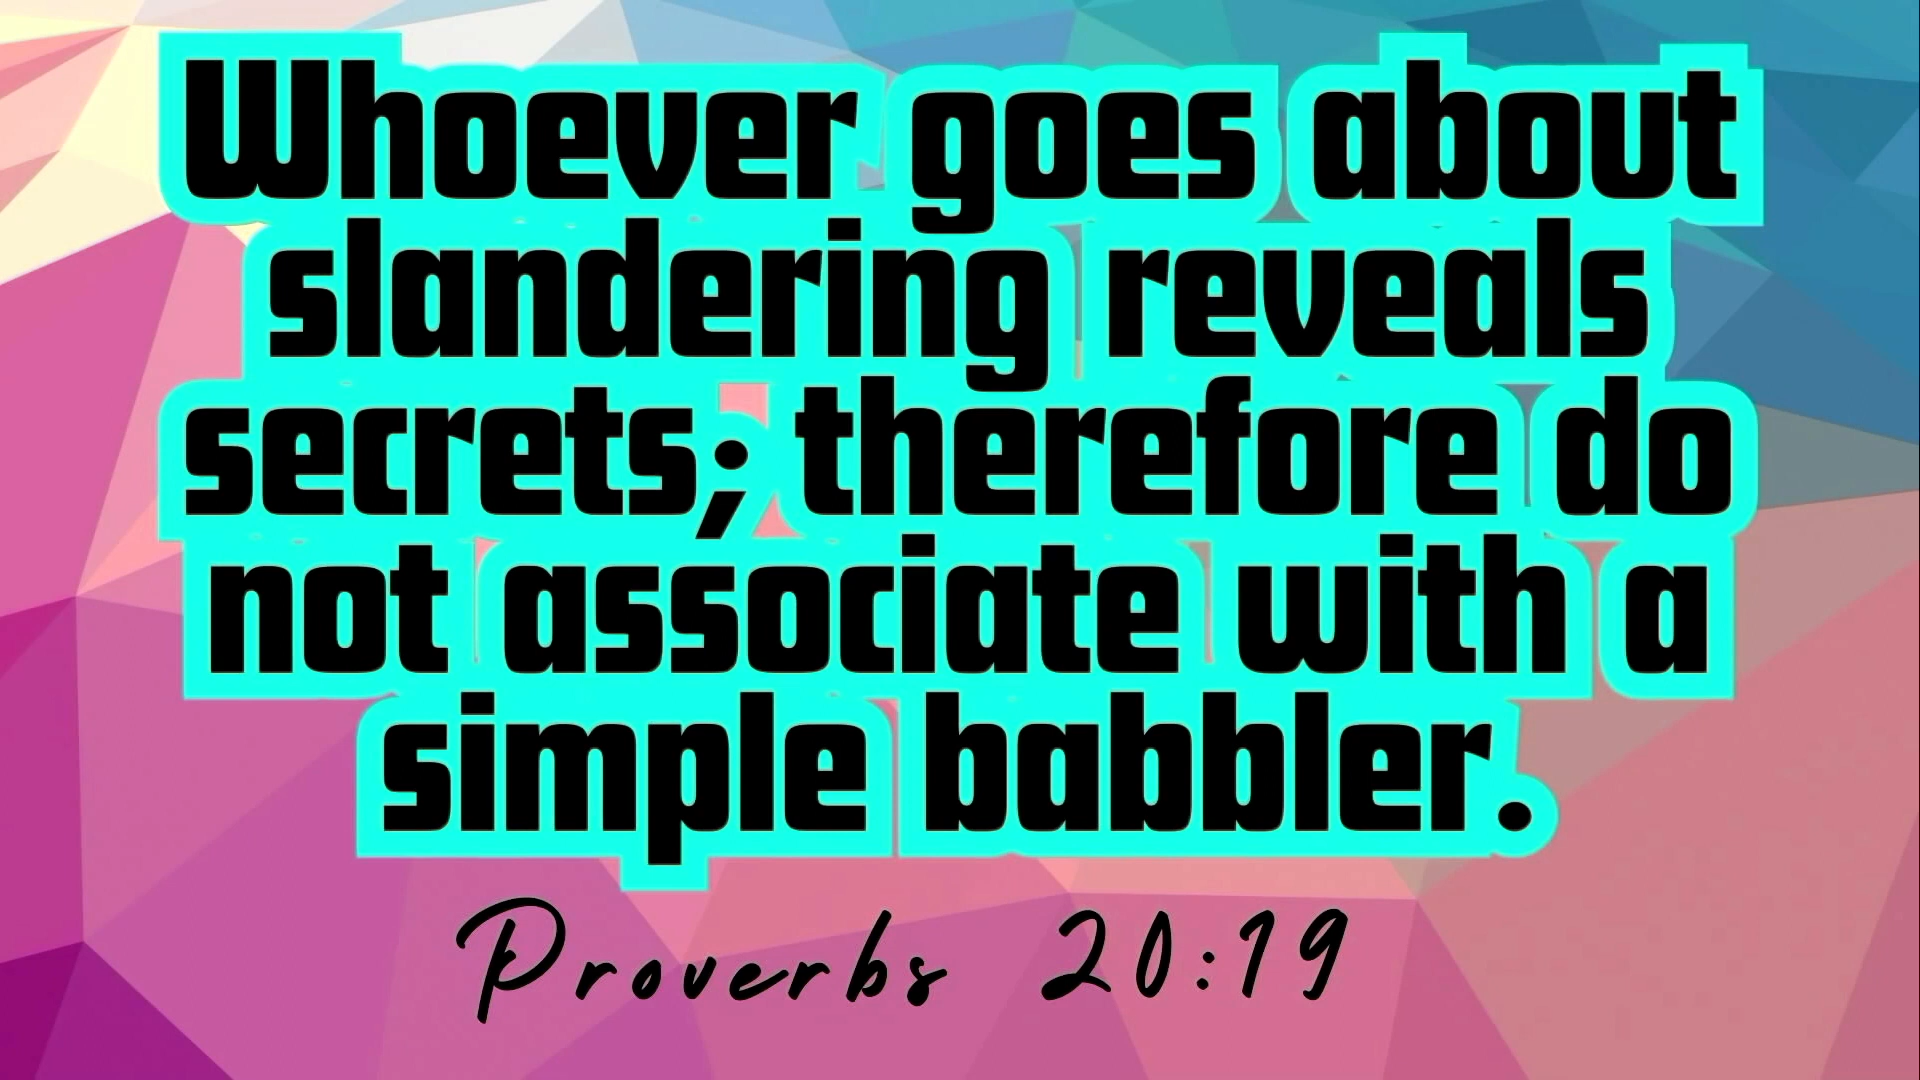 Whoever goes about
slandering reveals
secrets; therefore do
not associate with a
simple babbler.
Proverbs 20:19